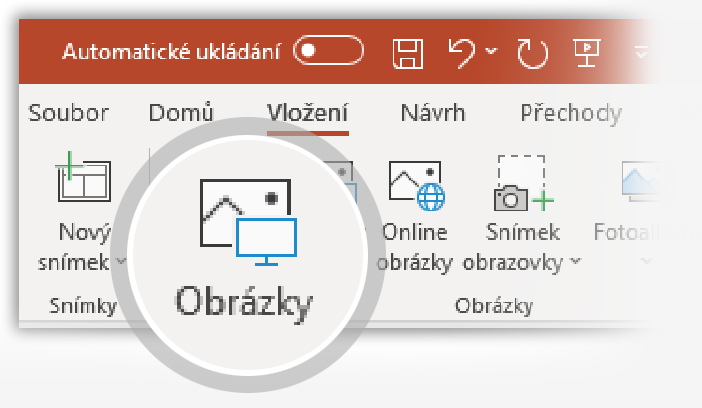 Automatické ukládání
Soubor Domů Vložení Návrh Přechody
Nový snímek
Obrázky
Online obrázky
Snímek obrazovky
Snímky
Obrázky